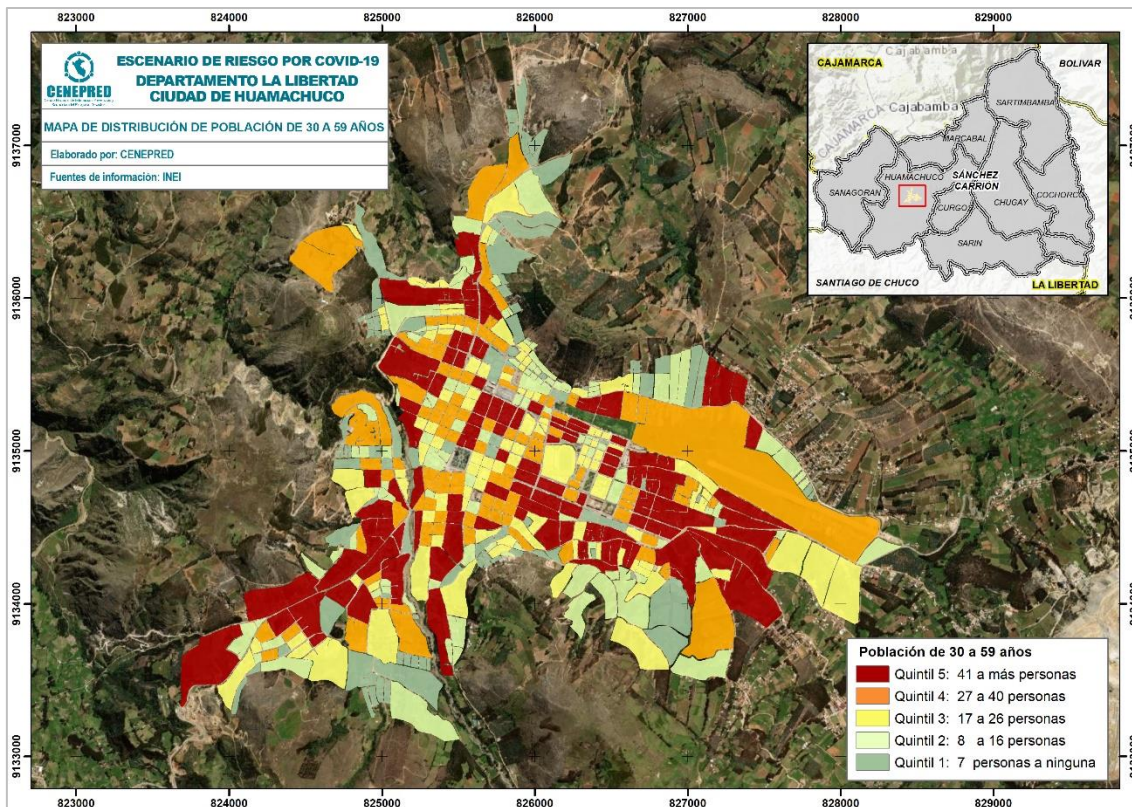 823000 824000 825000 826000 827000 828000 829000
CENEPRED
ESCENARIO DE RIESGO POR COVID-19
DEPARTAMENTO LA LIBERTAD
CIUDAD DE HUAMACHUCO
MAPA DE DISTRIBUCIÓN DE POBLACIÓN DE 30 A 59 AÑOS
Elaborado por: CENEPRED
Fuentes de información: INEI
CAJAMARCA
Cajabamba
BOLIVAR
CAJAMARCA
Cajabamba
SARTIMBAMBA
MARCABAL
HUAMACHUCO
SÁNCHEZ
CARRIÓN
SANAGORAN
COCHORCO
CURGOS
CHUGAY
SARIN
SANTIAGO DE CHUCO
LA LIBERTAD
9137000
9136000
9135000
9134000
9133000
9137000
9135000
Población de 30 a 59 años
Quintil 5: 41 a más personas
Quintil 4: 27 a 40 personas
Quintil 3: 17 a 26 personas
Quintil 2: 8 a 16 personas
Quintil 1: 7 personas a ninguna
823000 824000 825000 826000 827000 828000 829000